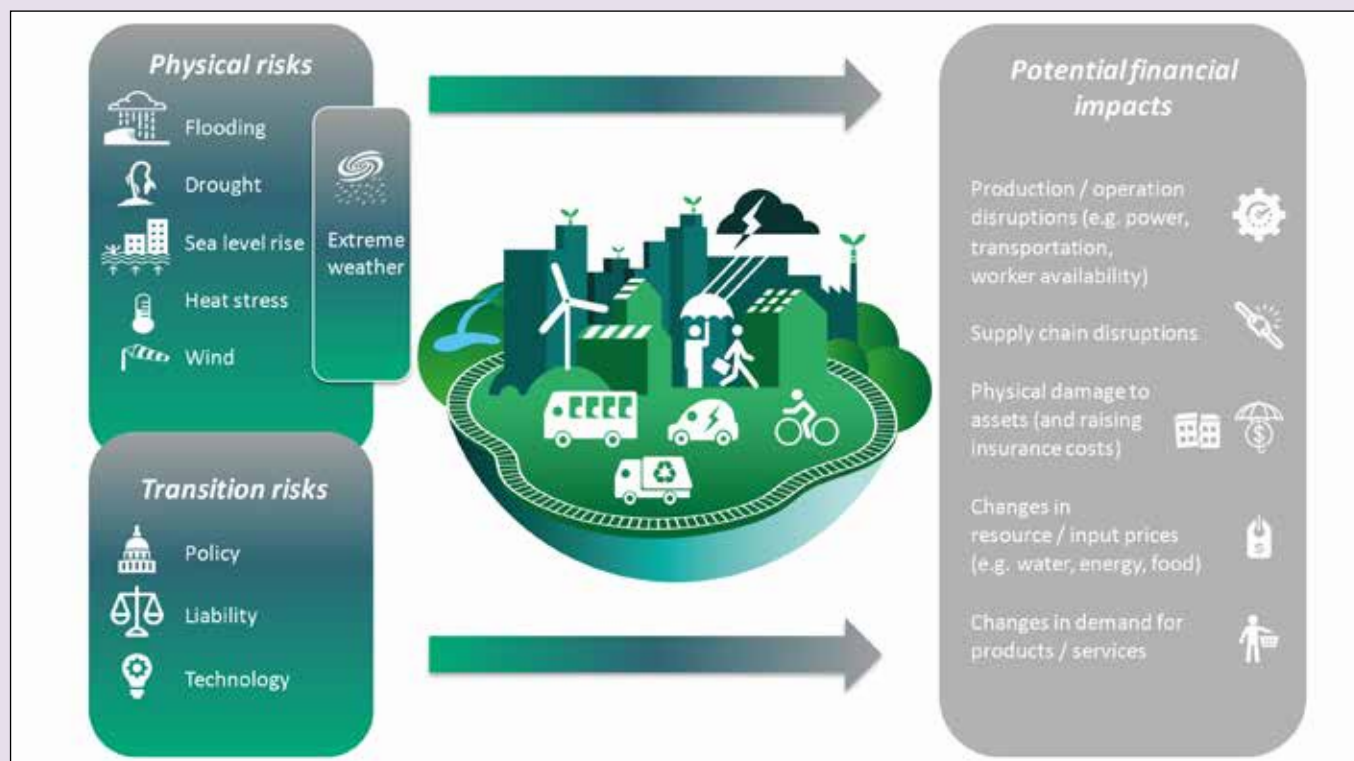 Physical risks
Flooding
Drought
Sea level rise
Heat stress
Wind
Extreme
weather
Transition risks
Policy
Liability
Technology
Potential financial
impacts
Production / operation
disruptions (e.g. power,
transportation,
worker availability)
Supply chain disruptions
Physical damage to
assets (and raising
insurance costs)
Changes in
resource / input prices
(e.g. water, energy, food)
Changes in demand for
products / services